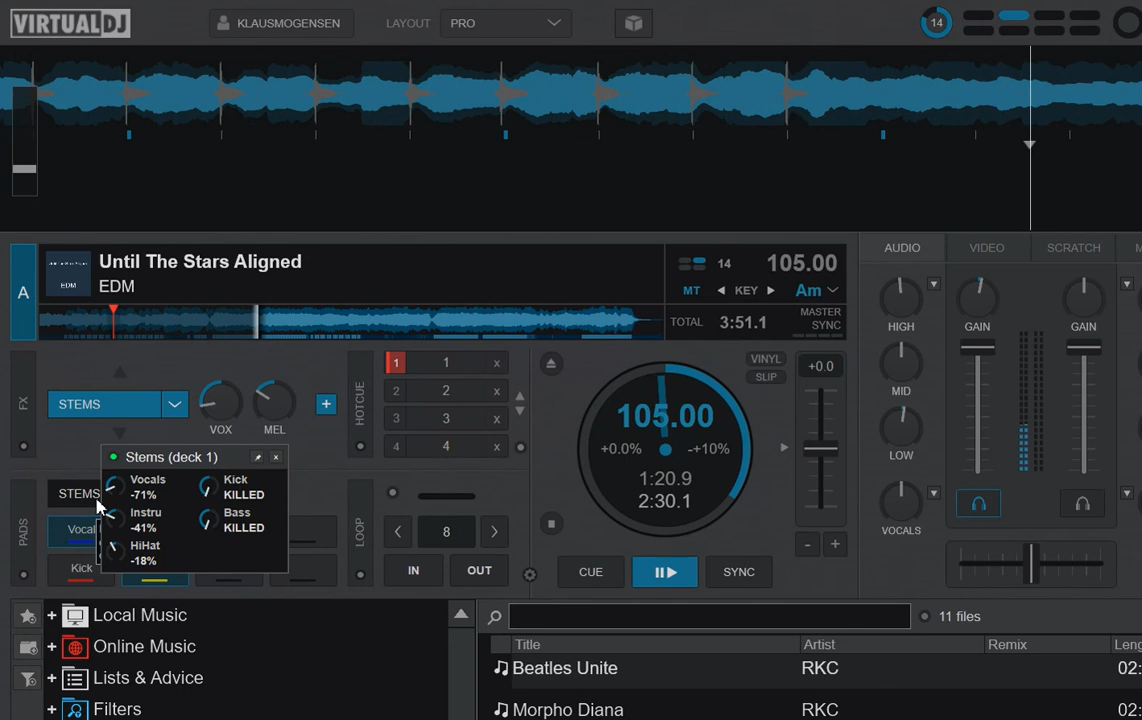 VIRTUALDJ
KLAUSMOGENSEN
LAYOUT
PRO
14
Until The Stars Aligned
EDM
A
14
105.00
MT
KEY
Am
TOTAL
3:51.1
MASTER
SYNC
AUDIO
VIDEO
SCRATCH
HIGH
MID
LOW
VOCALS
GAIN
GAIN
FX
STEMS
VOX
MEL
HOTCUE
1 1 x
2 2 x
3 3 x
4 4 x
105.00
+0.0%
-+10%
1:20.9
2:30.1
VINYL
SLIP
+0.0
Stems (deck 1)
x
Vocals
-71%
Kick
KILLED
Instru
-41%
Bass
KILLED
HiHat
-18%
PADS
STEMS
Vocal
Kick
LOOP
8
IN
OUT
CUE
SYNC
- +
+ Local Music
+ Online Music
+ Lists & Advice
+ Filters
11 files
Title Artist Remix Leng
Beatles Unite RKC 02:
Morpho Diana RKC 02: